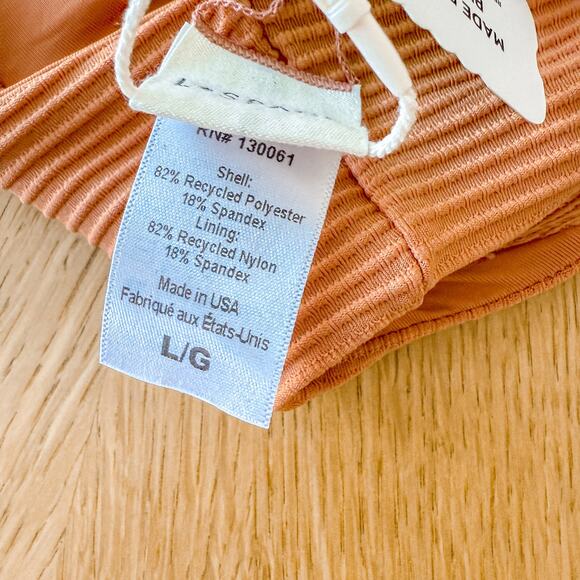 RN# 130061
Shell:
82% Recycled Polyester
18% Spandex
Lining:
82% Recycled Nylon
18% Spandex
Made in USA
Fabriqué aux États-Unis
L/G
MADE